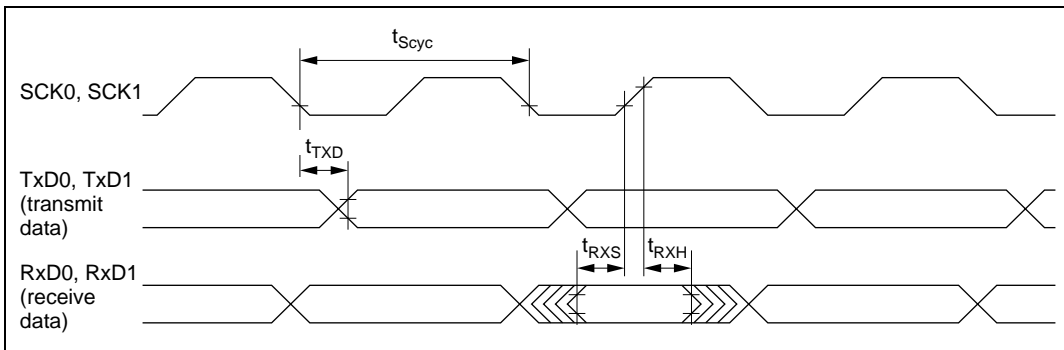 tScyc
SCK0, SCK1
tTXD
TxD0, TxD1
(transmit
data)
tRXS
tRXH
RxD0, RxD1
(receive
data)